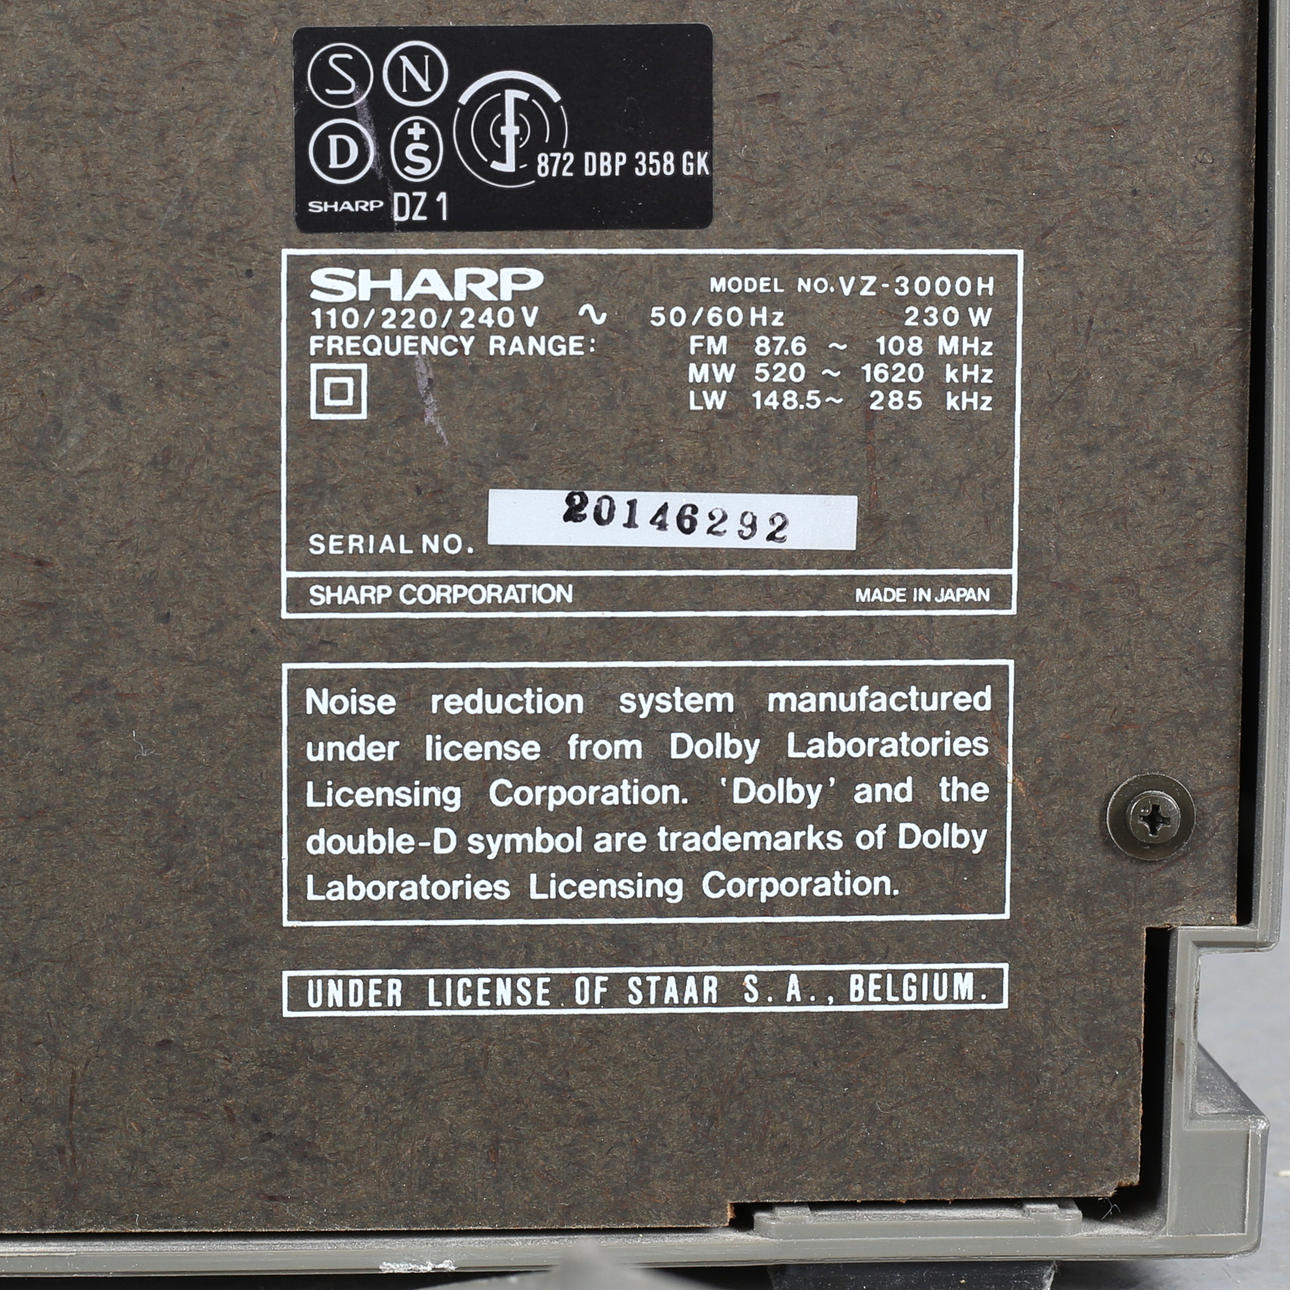 S N
D +S
872 DBP 358 GK
SHARP DZ 1
SHARP MODEL NO. VZ-3000H
110/220/240V ∿ 50/60Hz 230W
FREQUENCY RANGE: FM 87.6 ~ 108 MHz
MW 520 ~ 1620 kHz
LW 148.5~ 285 kHz
SERIAL NO. 20146292
SHARP CORPORATION MADE IN JAPAN
Noise reduction system manufactured
under license from Dolby Laboratories
Licensing Corporation. 'Dolby' and the
double-D symbol are trademarks of Dolby
Laboratories Licensing Corporation.
UNDER LICENSE OF STAAR S.A., BELGIUM.